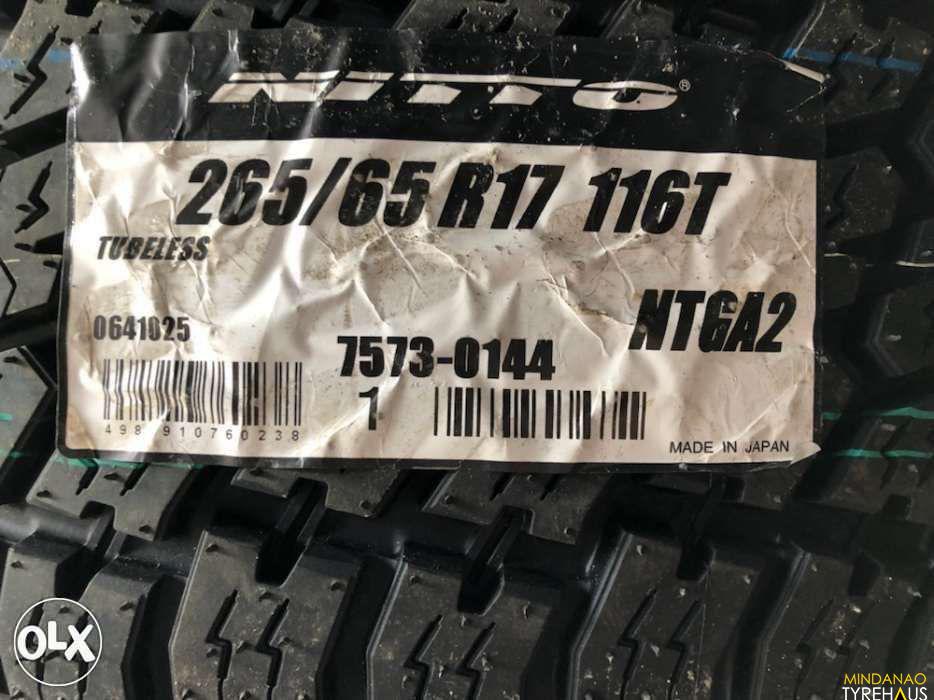 NITTO®
265/65 R17 116T
TUBELESS
NTGA2
0641025
7573-0144
1
498 910760238
MADE IN JAPAN
OLX
MINDANAO
TYREHAUS